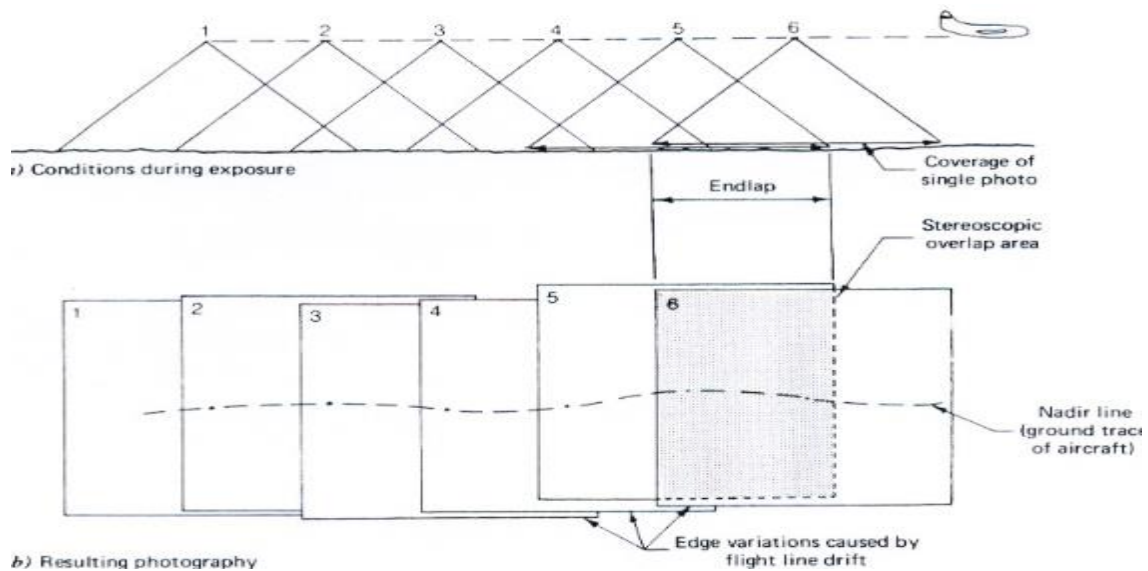 1 2 3 4 5 6
a) Conditions during exposure
Coverage of
single photo
Endlap
Stereoscopic
overlap area
1 2 3 4 5 6
Nadir line
(ground trace
of aircraft)
Edge variations caused by
flight line drift
b) Resulting photography